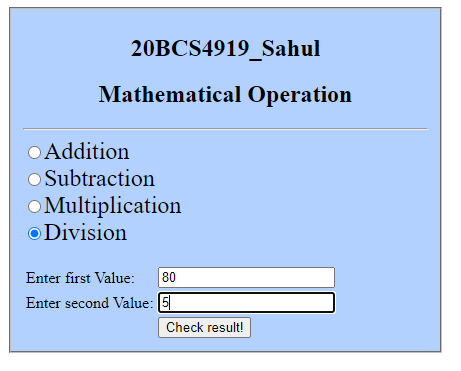 20BCS4919_Sahul
Mathematical Operation
Addition
Subtraction
Multiplication
Division
Enter first Value: 80
Enter second Value: 5
Check result!